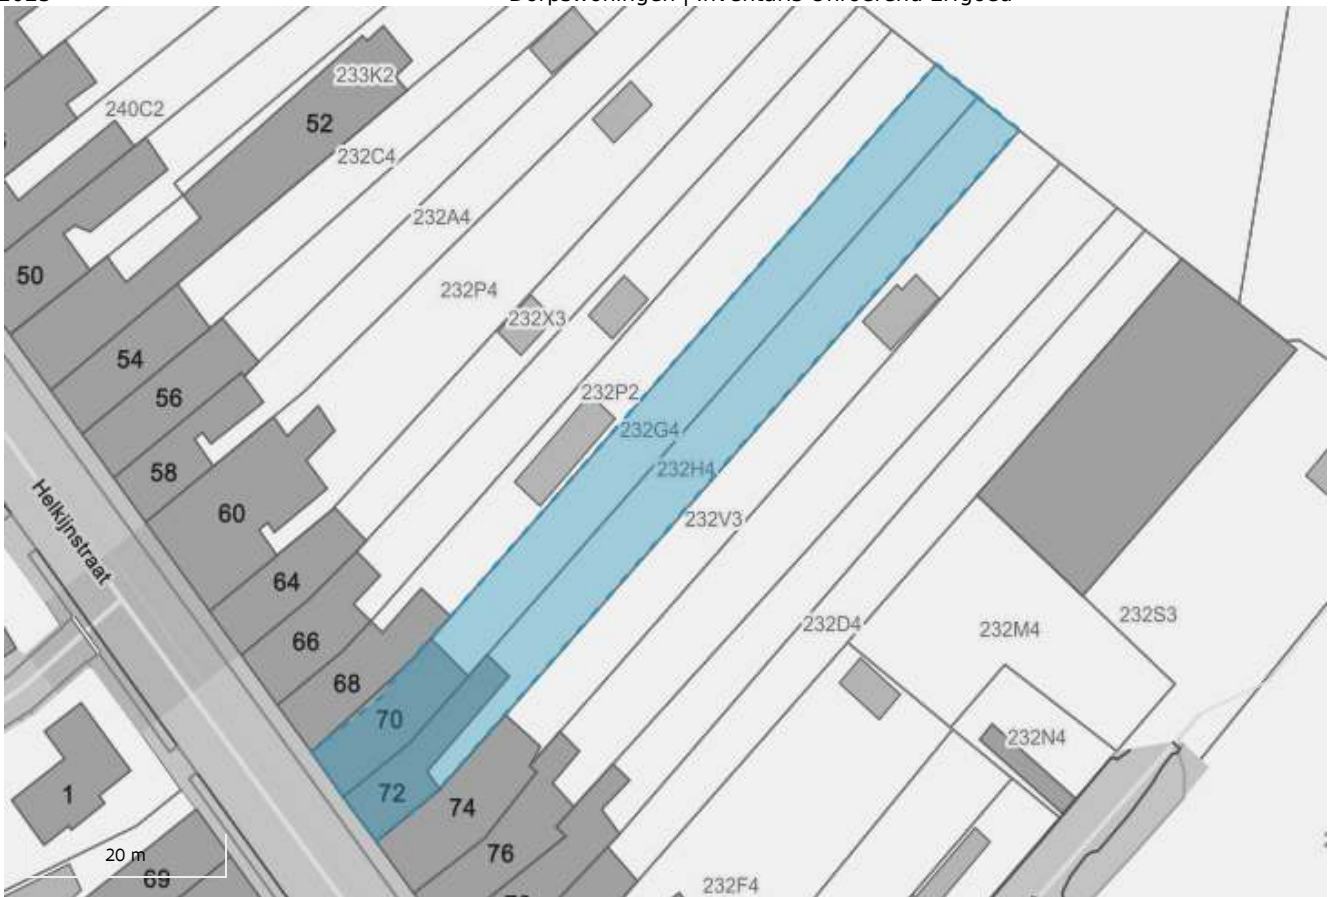 Dorpswoningen | Inventaris Onroerend Erfgoed
233K2
240C2
52
232C4
232A4
50
232P4
232X3
54
56
232P2
232G4
58
232H4
60
Helkijnstraat
232V3
64
232S3
232D4
232M4
66
68
70
232N4
72
1
74
76
20 m
69
232F4